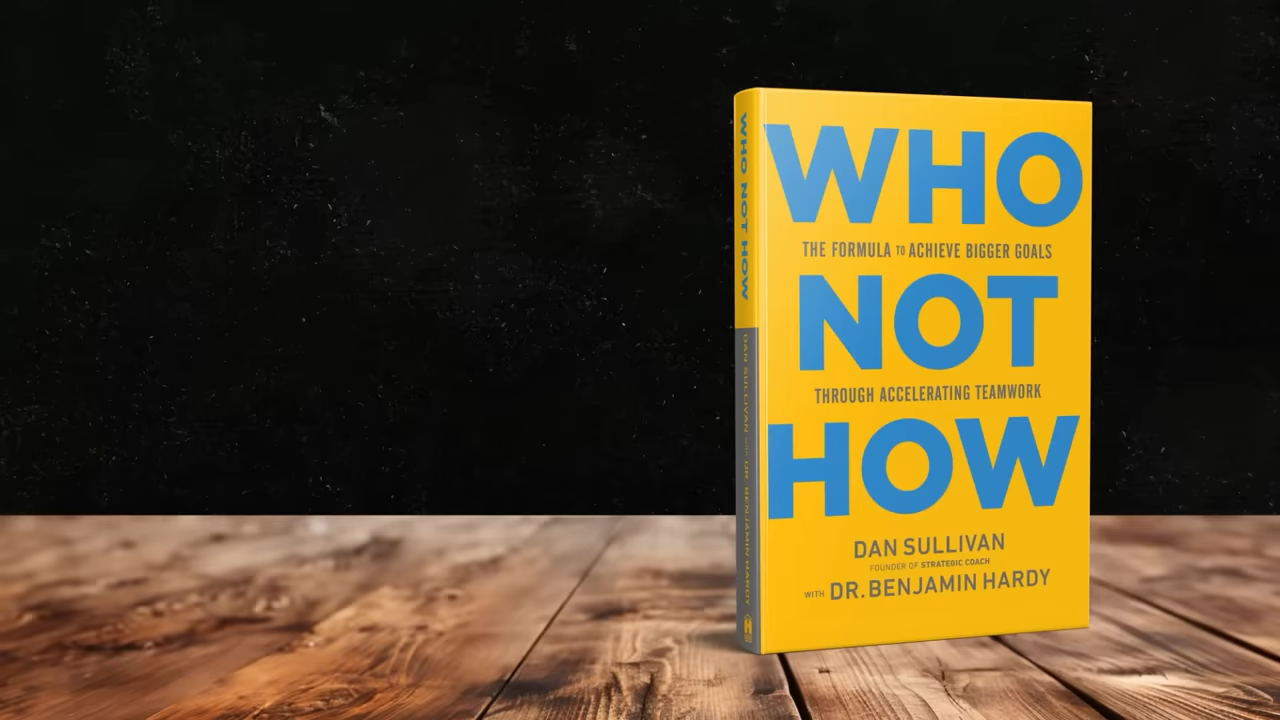 WHO NOT HOW
DAN SULLIVAN WITH DR. BENJAMIN HARDY
WHO
THE FORMULA TO ACHIEVE BIGGER GOALS
NOT
THROUGH ACCELERATING TEAMWORK
HOW
DAN SULLIVAN
FOUNDER OF STRATEGIC COACH
WITH DR. BENJAMIN HARDY